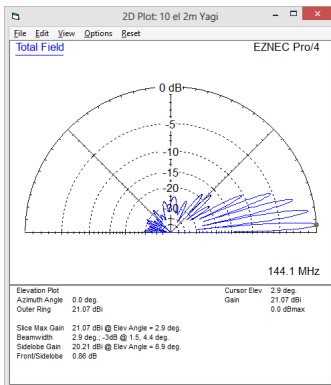 2D Plot: 10 el 2m Yagi
File Edit View Options Reset
Total Field EZNEC Pro/4
0 dB
-5
-10
-15
-20
-30
144.1 MHz
Elevation Plot Cursor Elev 2.9 deg.
Azimuth Angle 0.0 deg. Gain 21.07 dBi
Outer Ring 21.07 dBi 0.0 dBmax
Slice Max Gain 21.07 dBi @ Elev Angle = 2.9 deg.
Beamwidth 2.9 deg.; -3dB @ 1.5, 4.4 deg.
Sidelobe Gain 20.21 dBi @ Elev Angle = 8.9 deg.
Front/Sidelobe 0.86 dB